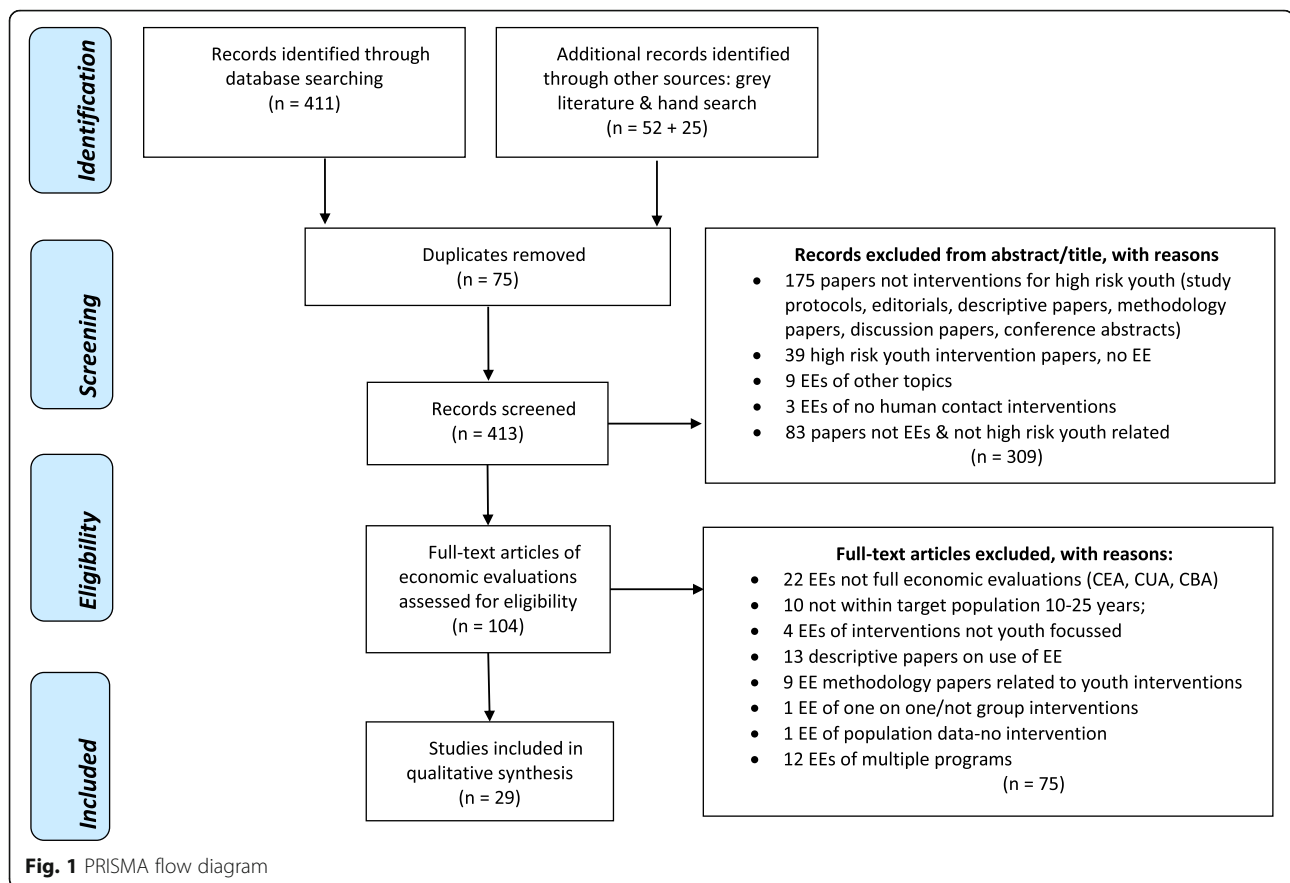 Identification
Records identified through
database searching
(n = 411)
Additional records identified
through other sources: grey
literature & hand search
(n = 52 + 25)
Screening
Duplicates removed
(n = 75)
Records screened
(n = 413)
Records excluded from abstract/title, with reasons
• 175 papers not interventions for high risk youth (study
protocols, editorials, descriptive papers, methodology
papers, discussion papers, conference abstracts)
• 39 high risk youth intervention papers, no EE
• 9 EEs of other topics
• 3 EEs of no human contact interventions
• 83 papers not EEs & not high risk youth related
(n = 309)
Eligibility
Full-text articles of
economic evaluations
assessed for eligibility
(n = 104)
Full-text articles excluded, with reasons:
• 22 EEs not full economic evaluations (CEA, CUA, CBA)
• 10 not within target population 10-25 years;
• 4 EEs of interventions not youth focussed
• 13 descriptive papers on use of EE
• 9 EE methodology papers related to youth interventions
• 1 EE of one on one/not group interventions
• 1 EE of population data-no intervention
• 12 EEs of multiple programs
(n = 75)
Included
Studies included in
qualitative synthesis
(n = 29)
Fig. 1 PRISMA flow diagram